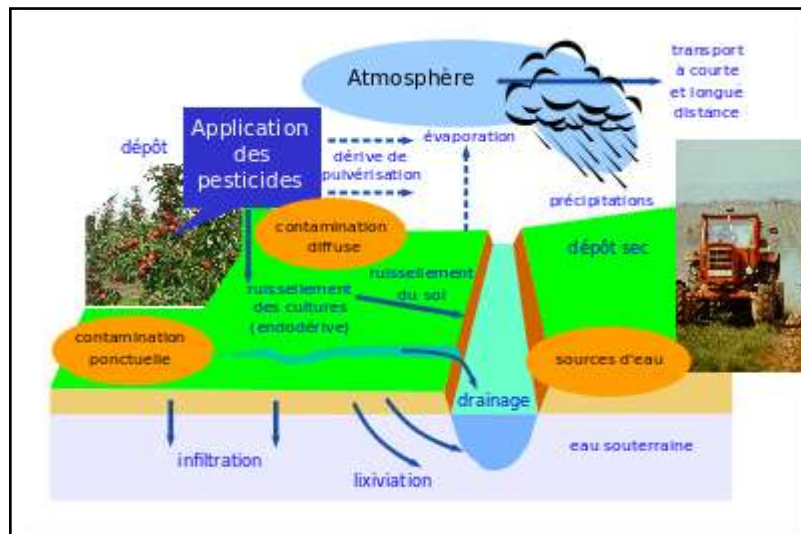 Atmosphère
transport
à courte
et longue
distance
Application
des
pesticides
dépôt
évaporation
dérive de
pulvérisation
précipitations
contamination
diffuse
dépôt sec
ruissellement
des cultures
(endodérive)
ruissellement
du sol
contamination
ponctuelle
sources d'eau
drainage
infiltration
lixiviation
eau souterraine